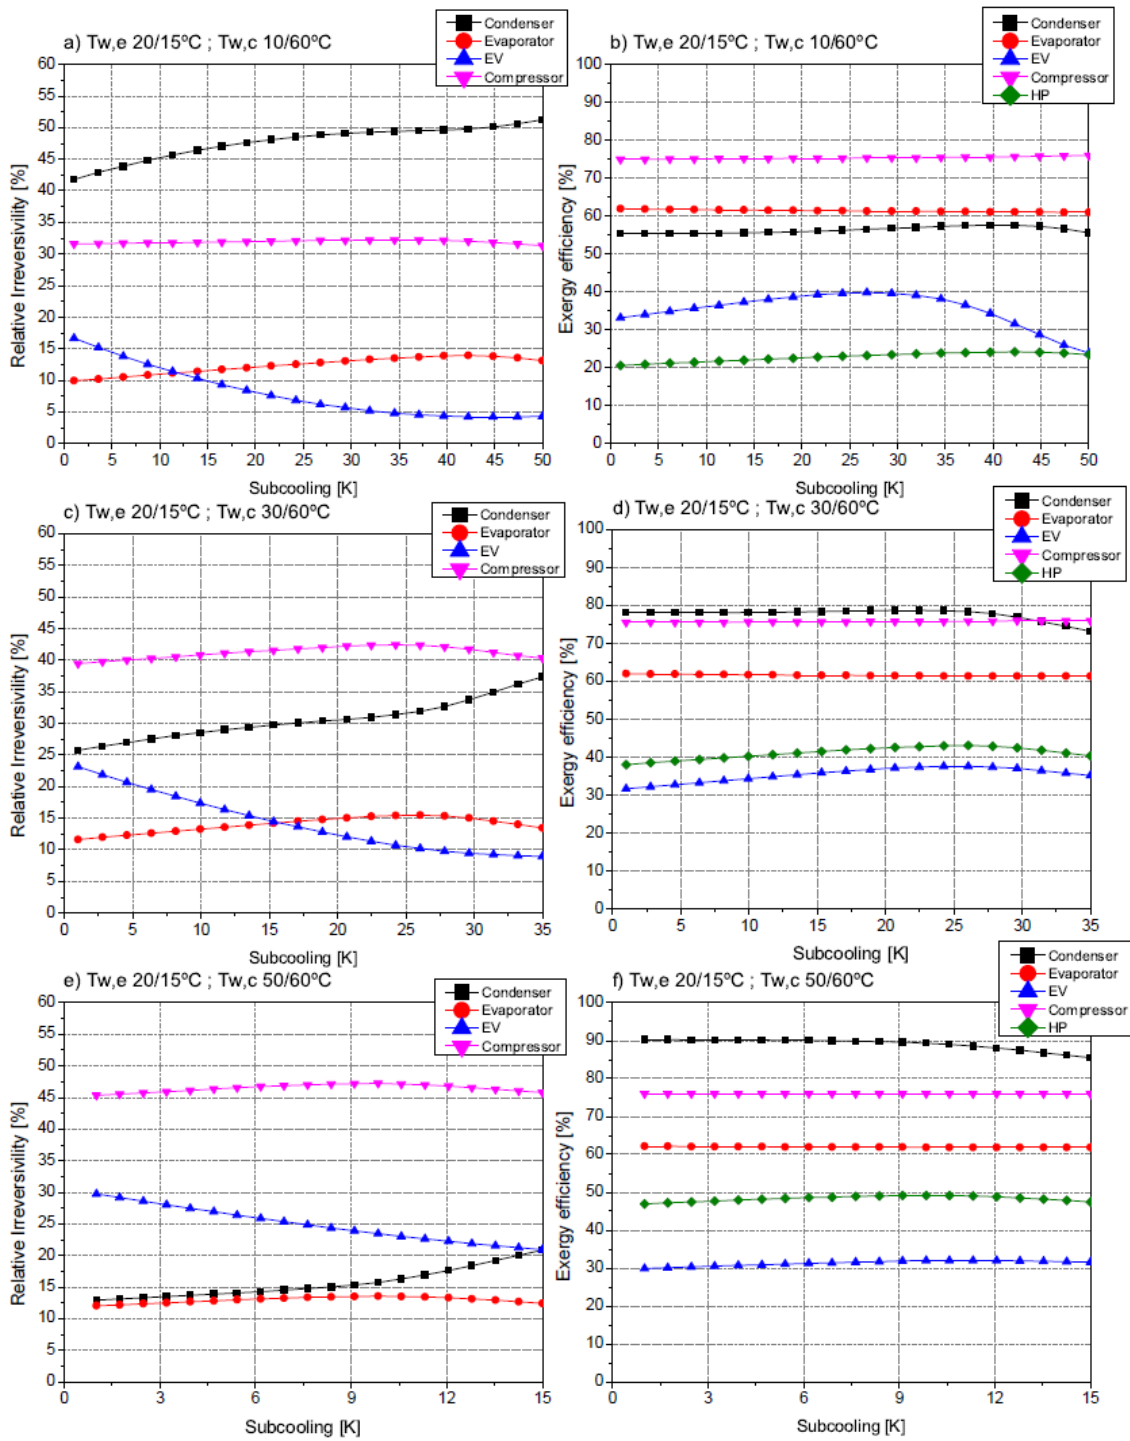 a) Tw,e 20/15ºC ; Tw,c 10/60ºC
Condenser
Evaporator
EV
Compressor
Relative Irreversivility [%]
60
55
50
45
40
35
30
25
20
15
10
5
0
0 5 10 15 20 25 30 35 40 45 50
Subcooling [K]
b) Tw,e 20/15ºC ; Tw,c 10/60ºC
Condenser
Evaporator
EV
Compressor
HP
Exergy efficiency [%]
100
90
80
70
60
50
40
30
20
10
0
0 5 10 15 20 25 30 35 40 45 50
Subcooling [K]
c) Tw,e 20/15ºC ; Tw,c 30/60ºC
Condenser
Evaporator
EV
Compressor
Relative Irreversivility [%]
60
55
50
45
40
35
30
25
20
15
10
5
0
0 5 10 15 20 25 30 35
Subcooling [K]
d) Tw,e 20/15ºC ; Tw,c 30/60ºC
Condenser
Evaporator
EV
Compressor
HP
Exergy efficiency [%]
100
90
80
70
60
50
40
30
20
10
0
0 5 10 15 20 25 30 35
Subcooling [K]
e) Tw,e 20/15ºC ; Tw,c 50/60ºC
Condenser
Evaporator
EV
Compressor
Relative Irreversivility [%]
60
55
50
45
40
35
30
25
20
15
10
5
0
0 3 6 9 12 15
Subcooling [K]
f) Tw,e 20/15ºC ; Tw,c 50/60ºC
Condenser
Evaporator
EV
Compressor
HP
Exergy efficiency [%]
100
90
80
70
60
50
40
30
20
10
0
0 3 6 9 12 15
Subcooling [K]